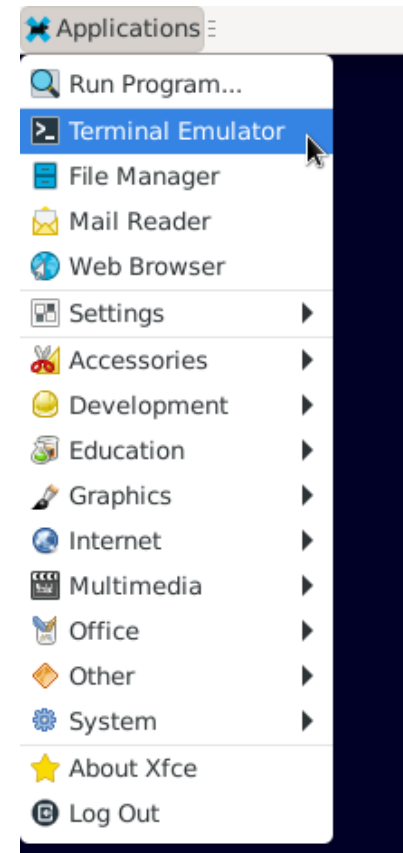 Applications
Run Program...
Terminal Emulator
File Manager
Mail Reader
Web Browser
Settings
Accessories
Development
Education
Graphics
Internet
Multimedia
Office
Other
System
About Xfce
Log Out